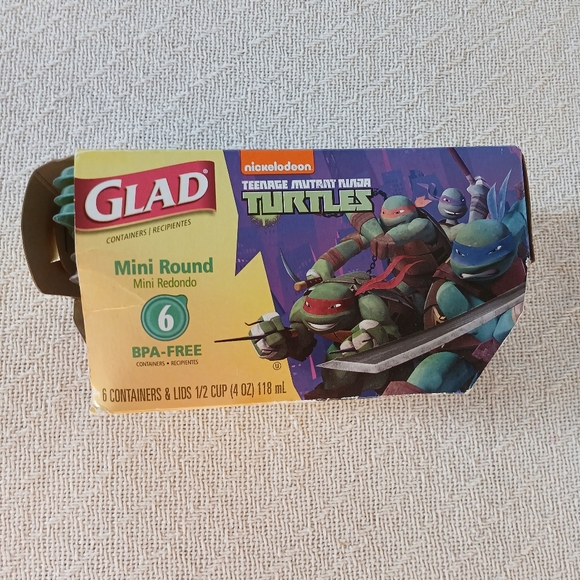 GLAD®
CONTAINERS | RECIPIENTES
Mini Round
Mini Redondo
6
BPA-FREE
CONTAINERS • RECIPIENTES
6 CONTAINERS & LIDS 1/2 CUP (4 OZ) 118 mL
nickelodeon
TEENAGE MUTANT NINJA
TURTLES